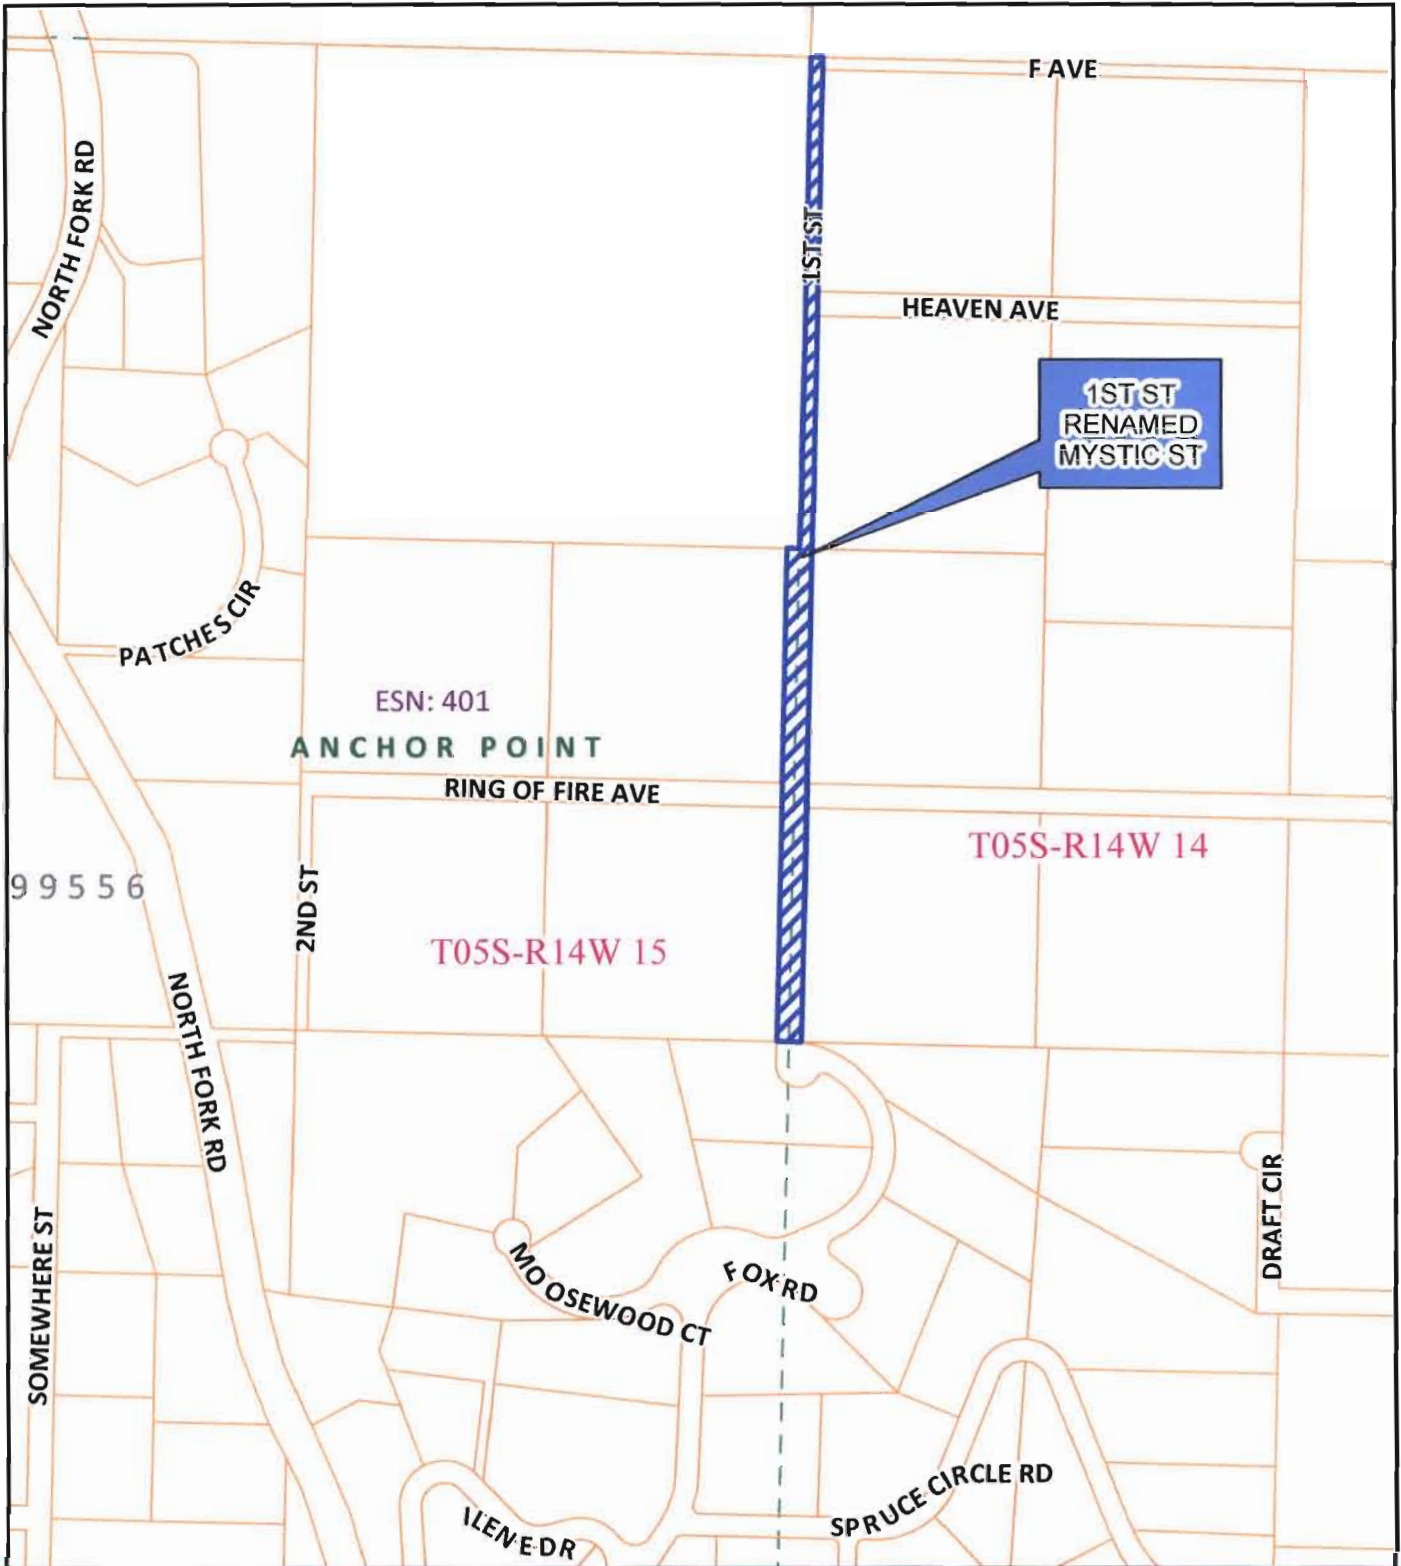 F AVE
NORTH FORK RD
1ST ST
HEAVEN AVE
1ST ST
RENAMED
MYSTIC ST
PATCHES CIR
ESN: 401
ANCHOR POINT
RING OF FIRE AVE
T05S-R14W 14
99556
2ND ST
T05S-R14W 15
NORTH FORK RD
SOMEWHERE ST
DRAFT CIR
MOOSEWOOD CT
FOX RD
SPRUCE CIRCLE RD
ILENE DR